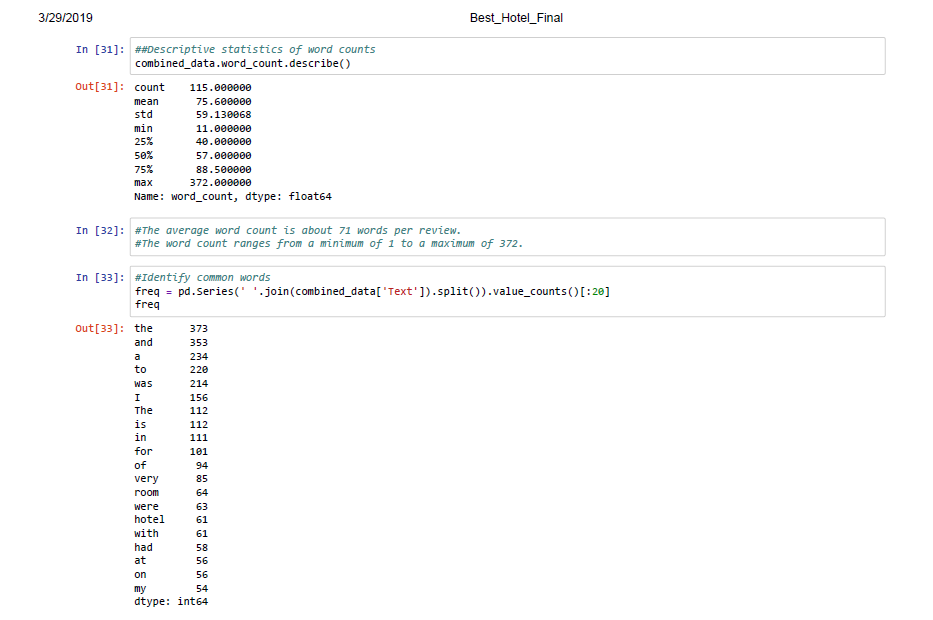 3/29/2019 Best_Hotel_Final
In [31]: ##Descriptive statistics of word counts
combined_data.word_count.describe()
Out[31]: count 115.000000
mean 75.600000
std 59.130068
min 11.000000
25% 40.000000
50% 57.000000
75% 88.500000
max 372.000000
Name: word_count, dtype: float64
In [32]: #The average word count is about 71 words per review.
#The word count ranges from a minimum of 1 to a maximum of 372.
In [33]: #Identify common words
freq = pd.Series(' '.join(combined_data['Text']).split()).value_counts()[:20]
freq
Out[33]: the 373
and 353
a 234
to 220
was 214
I 156
The 112
is 112
in 111
for 101
of 94
very 85
room 64
were 63
hotel 61
with 61
had 58
at 56
on 56
my 54
dtype: int64